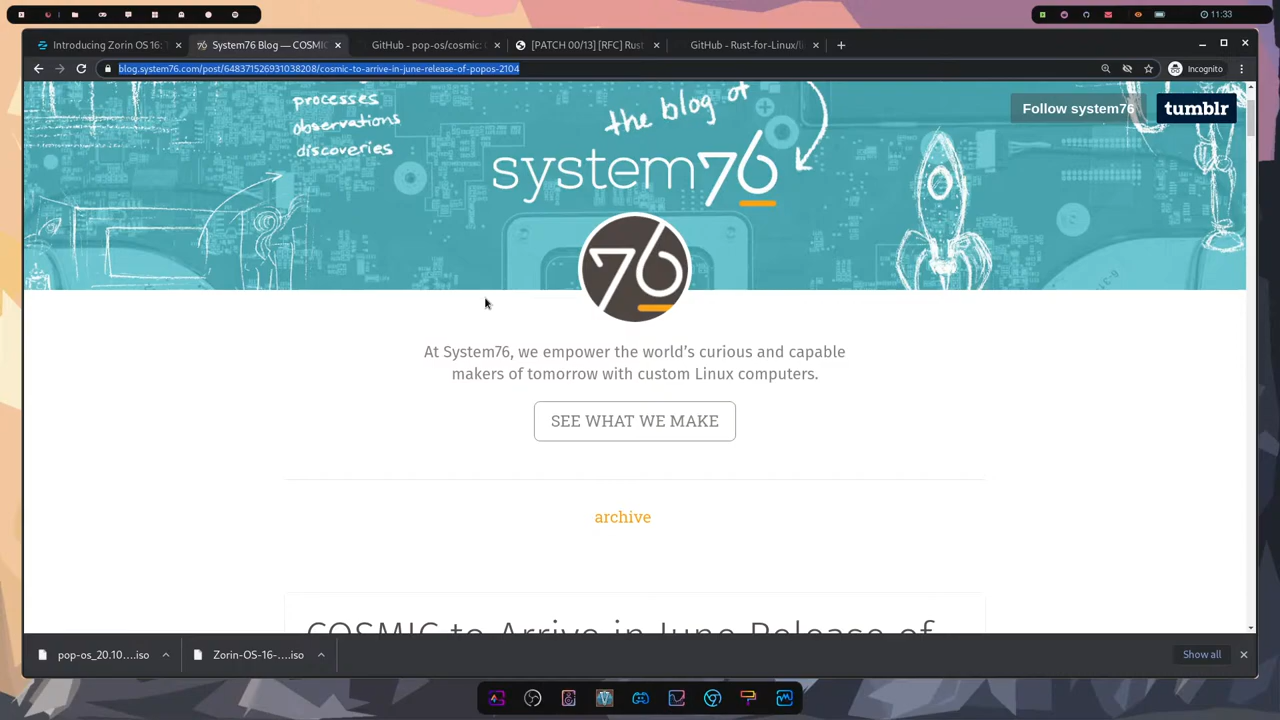 11:33
Introducing Zorin OS 16: T
System76 Blog — COSMIC
GitHub - pop-os/cosmic: C
[PATCH 00/13] [RFC] Rust
GitHub - Rust-for-Linux/li
blog.system76.com/post/648371526931038208/cosmic-to-arrive-in-june-release-of-popos-2104
Incognito
processes
observations
discoveries
the blog of
system76
Follow system76
tumblr
76
At System76, we empower the world's curious and capable
makers of tomorrow with custom Linux computers.
SEE WHAT WE MAKE
archive
COSMIC to Arrive in June Release of
pop-os_20.10....iso
Zorin-OS-16-....iso
Show all